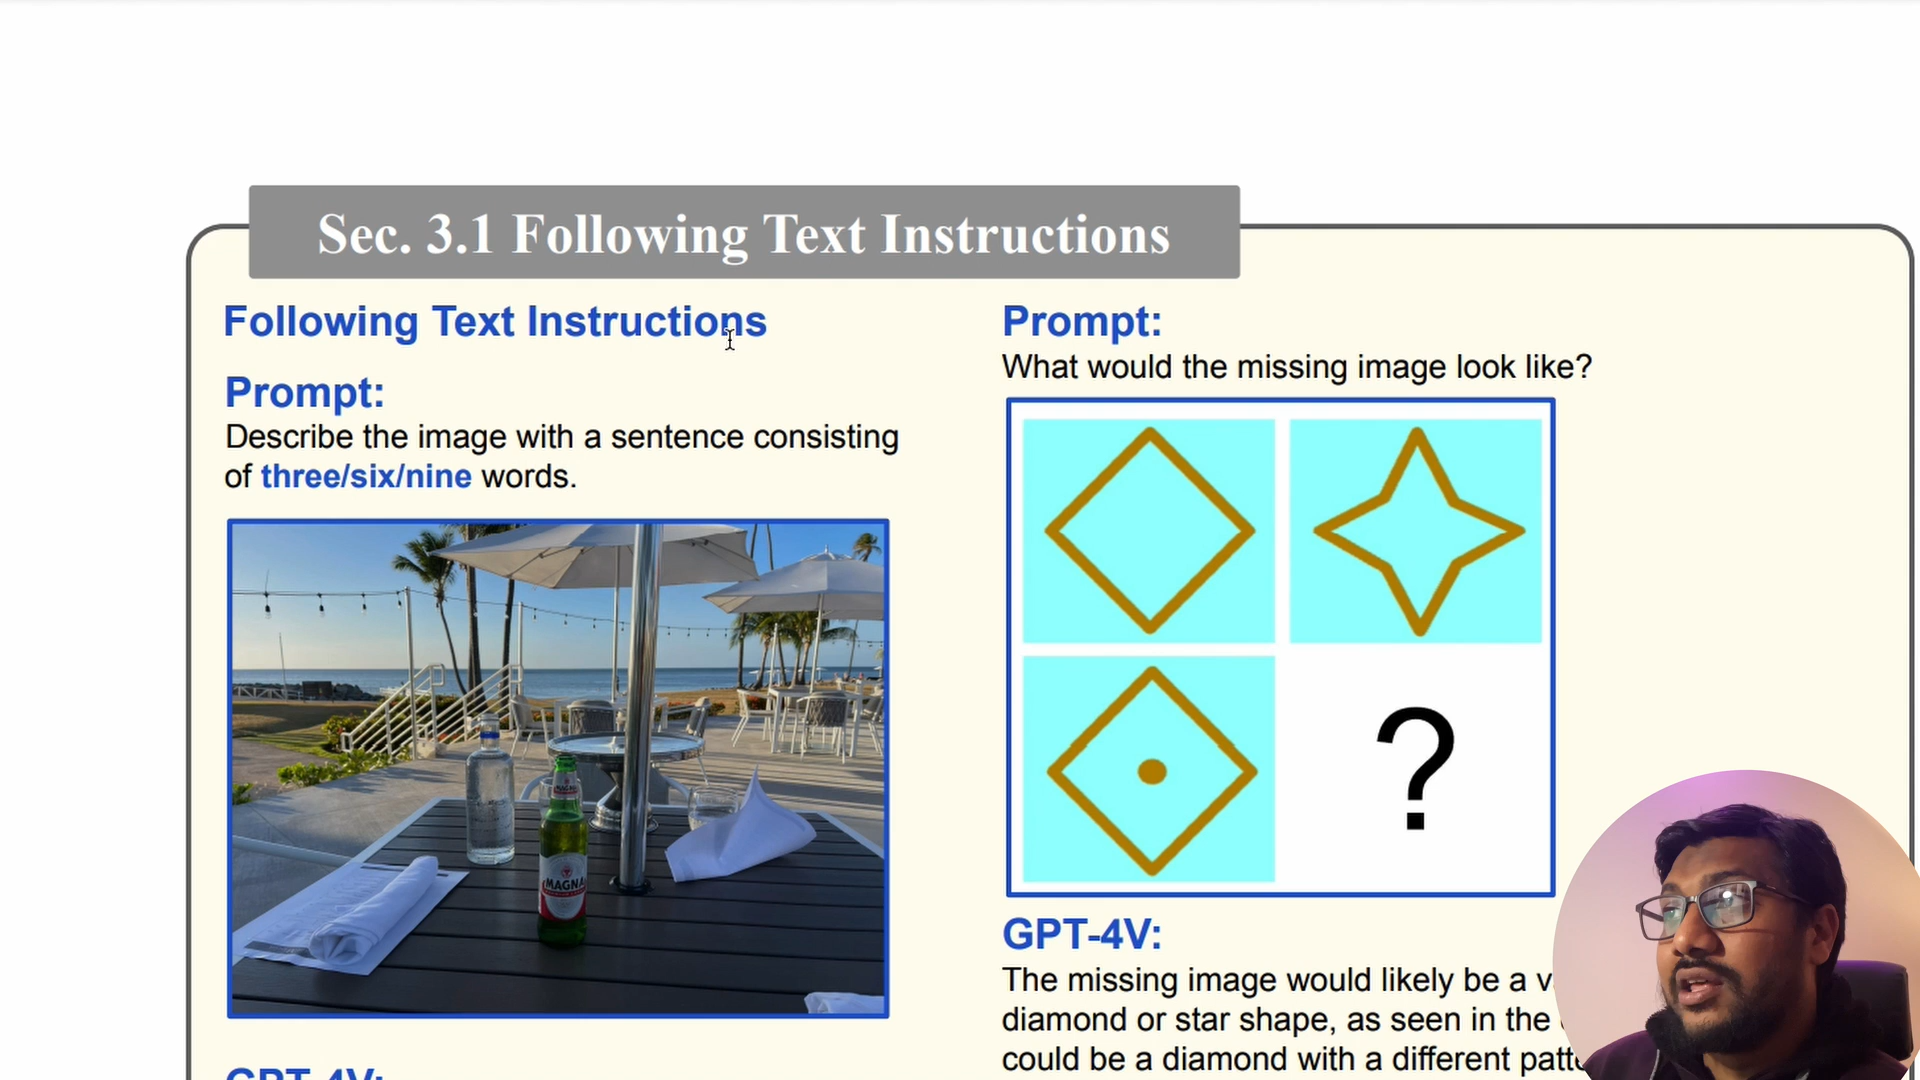 Sec. 3.1 Following Text Instructions
Following Text Instructions
Prompt:
Describe the image with a sentence consisting
of three/six/nine words.
MAGNA
GPT-4V:
Prompt:
What would the missing image look like?
?
GPT-4V:
The missing image would likely be a
diamond or star shape, as seen in the
could be a diamond with a different